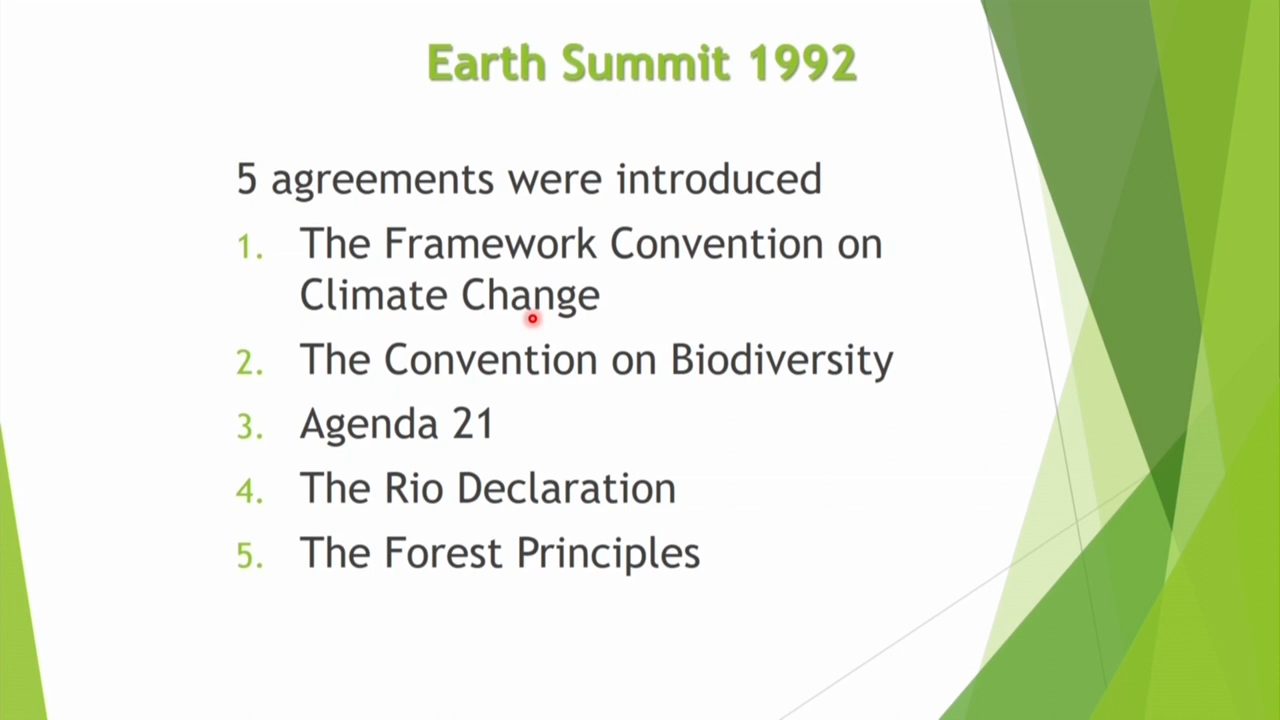 Earth Summit 1992
5 agreements were introduced
1. The Framework Convention on
Climate Change
2. The Convention on Biodiversity
3. Agenda 21
4. The Rio Declaration
5. The Forest Principles